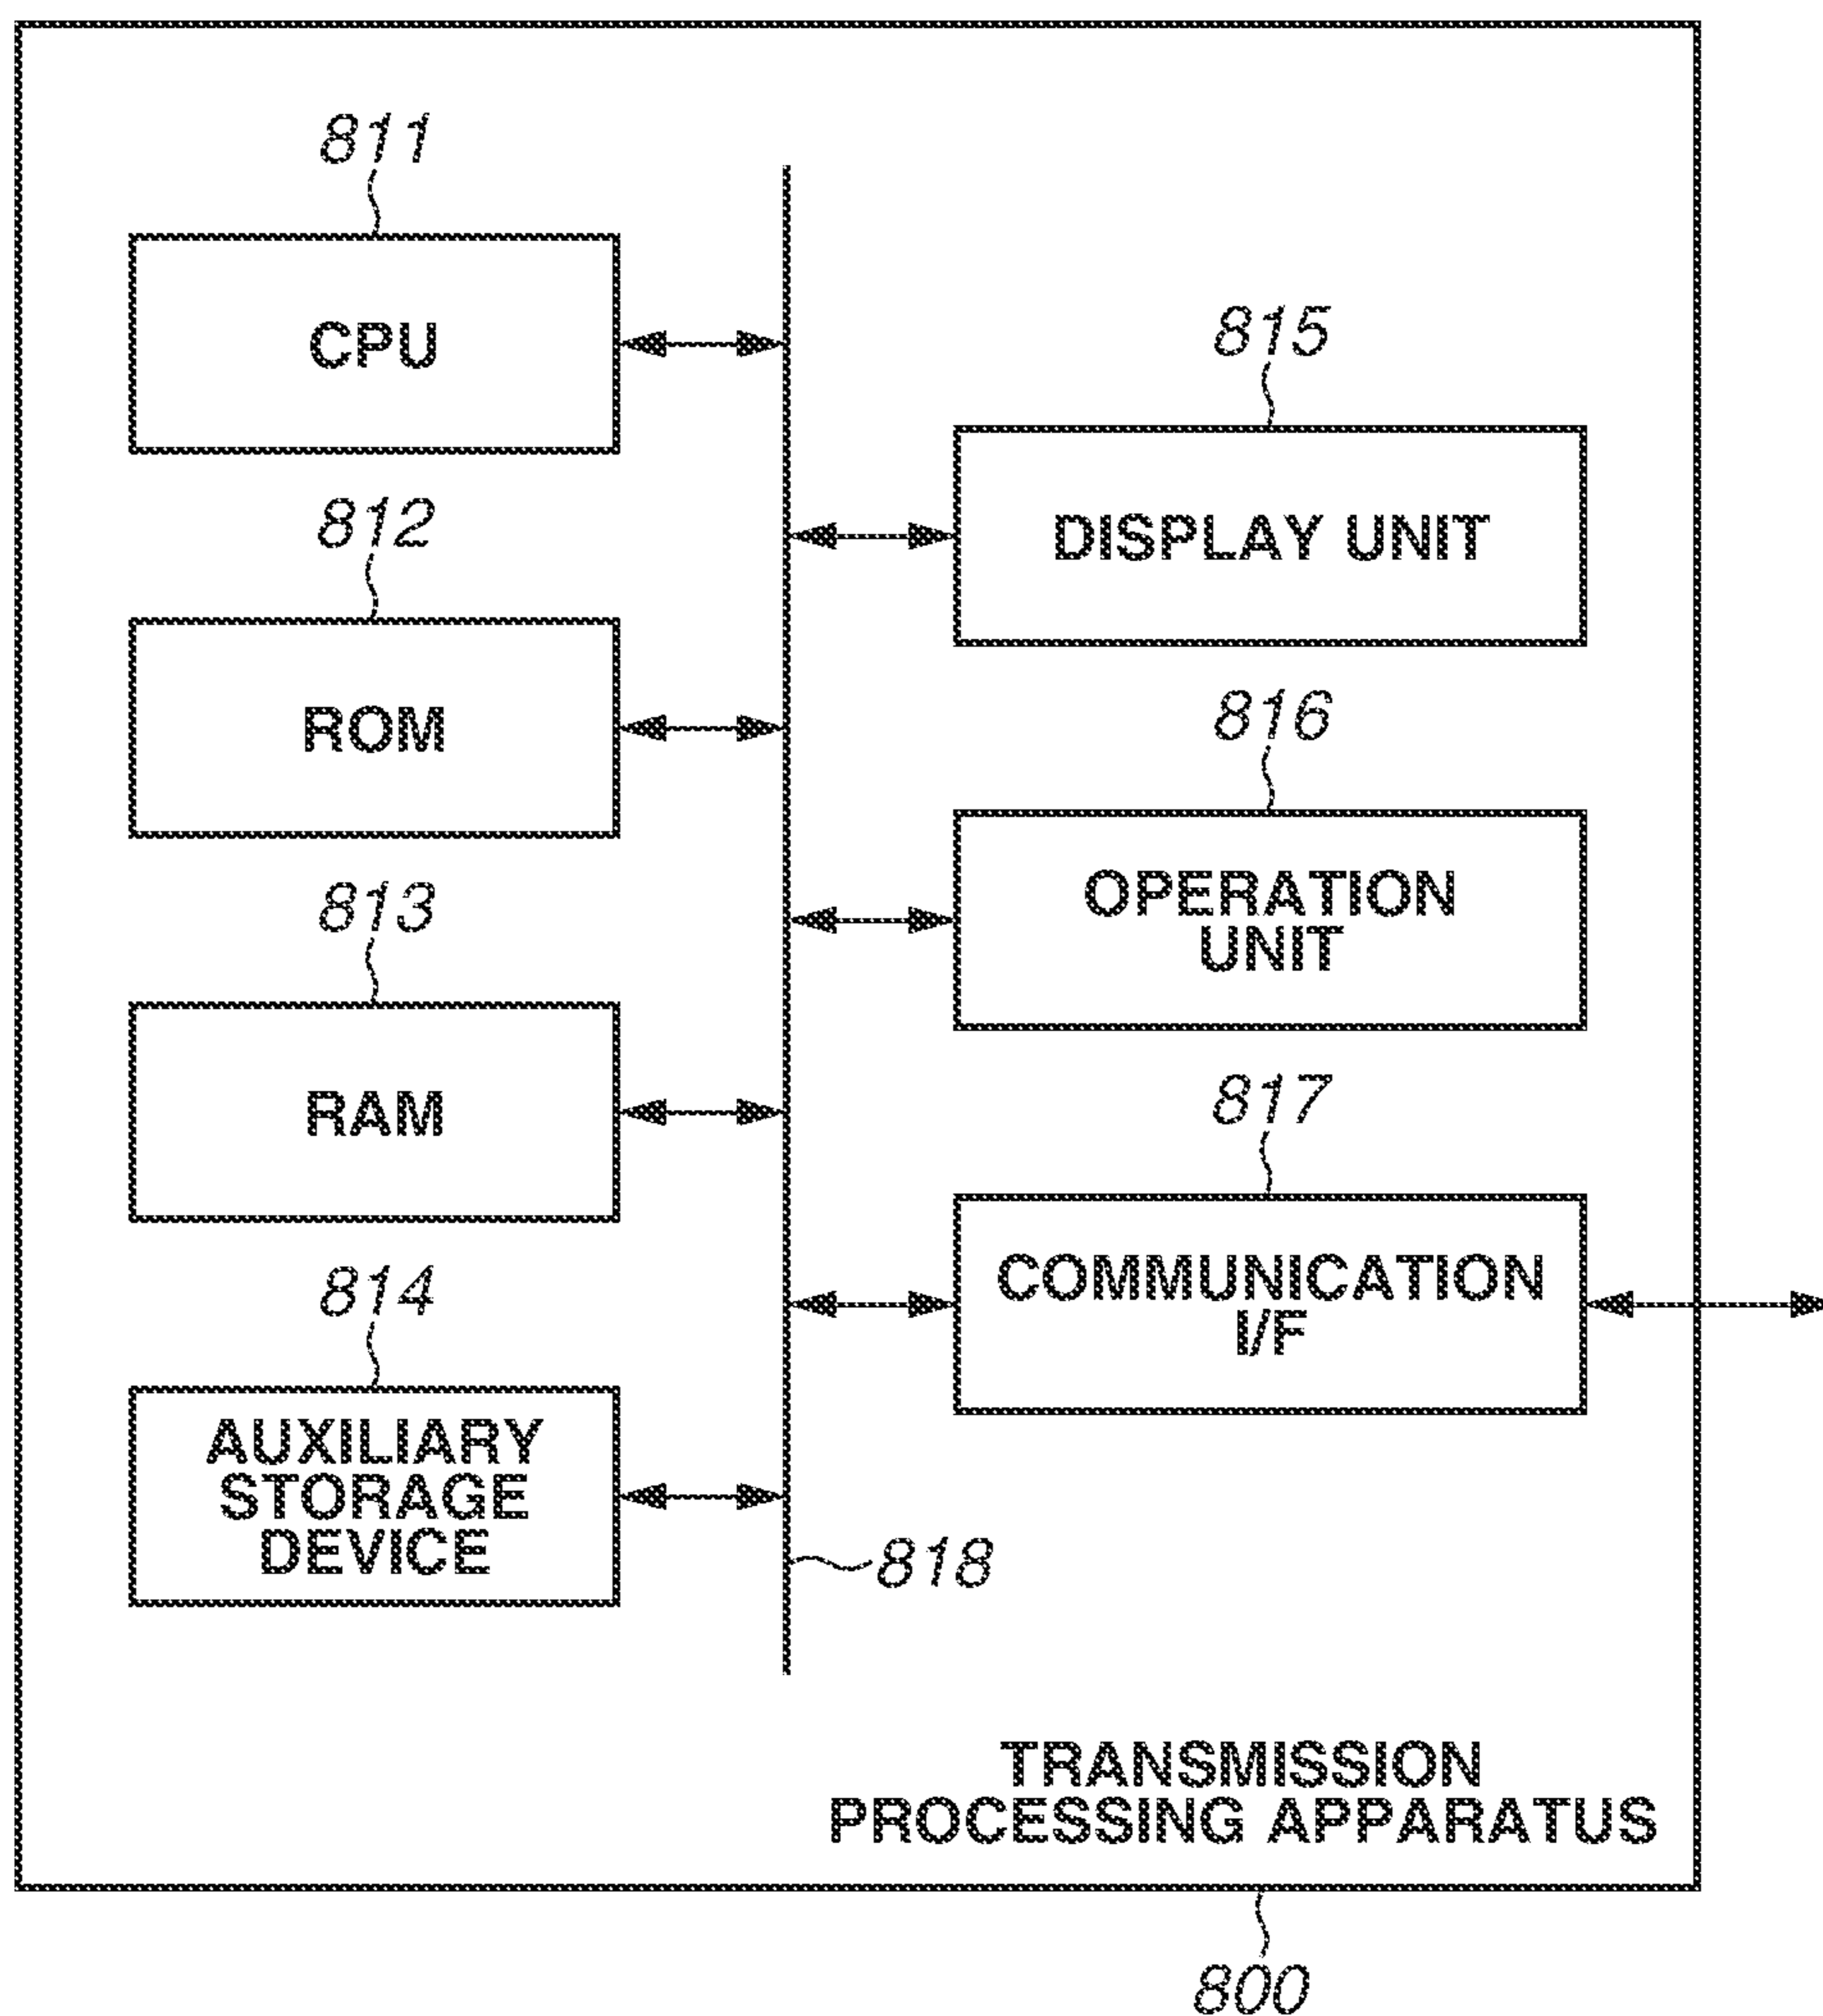 811
CPU
812
ROM
813
RAM
814
AUXILIARY
STORAGE
DEVICE
815
DISPLAY UNIT
816
OPERATION
UNIT
817
COMMUNICATION
I/F
818
TRANSMISSION
PROCESSING APPARATUS
800